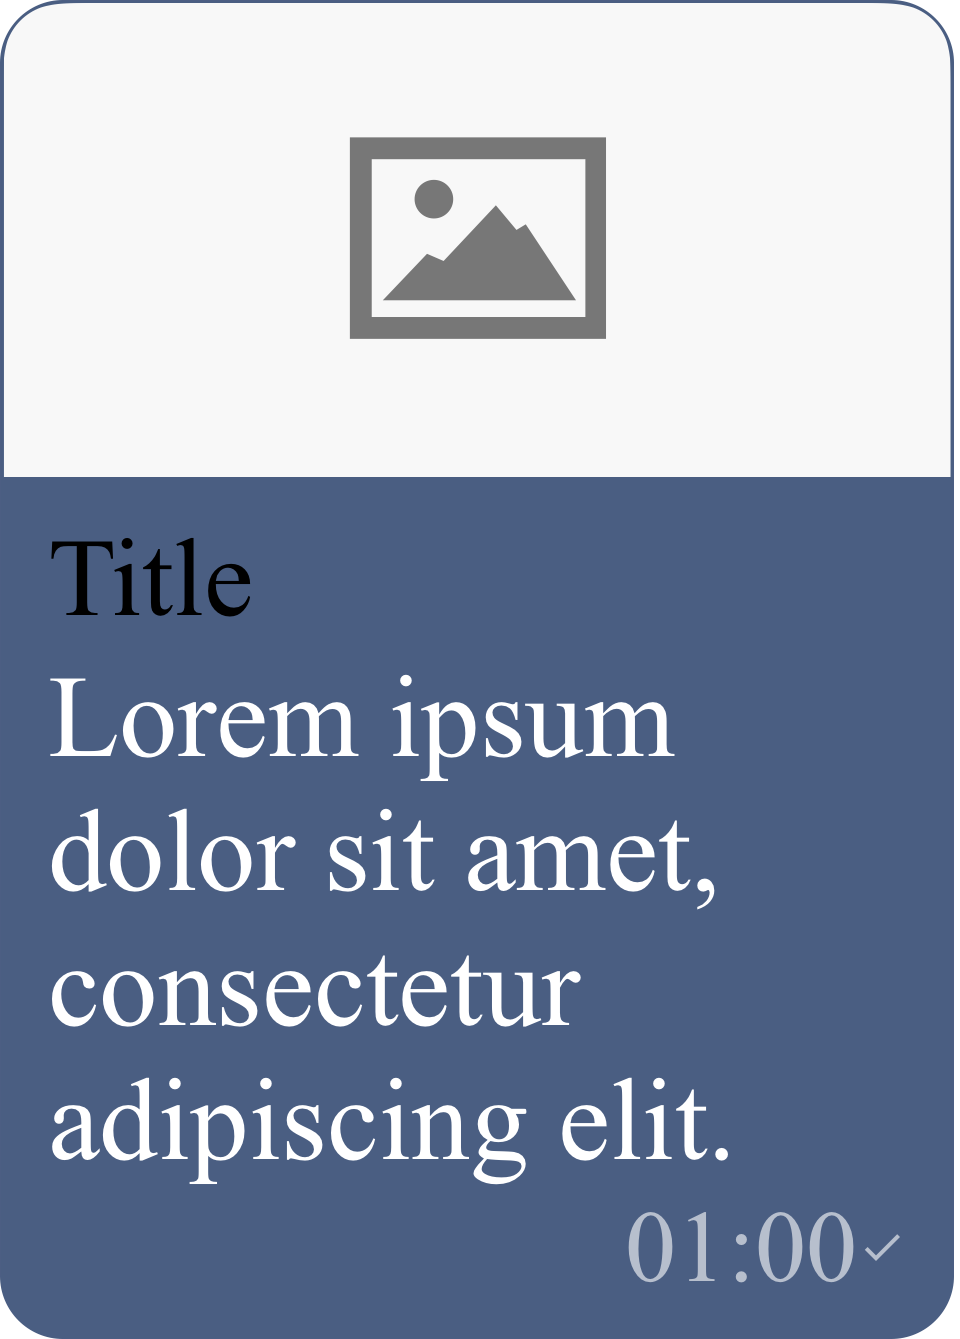 Title
Lorem ipsum
dolor sit amet,
consectetur
adipiscing elit.
01:00